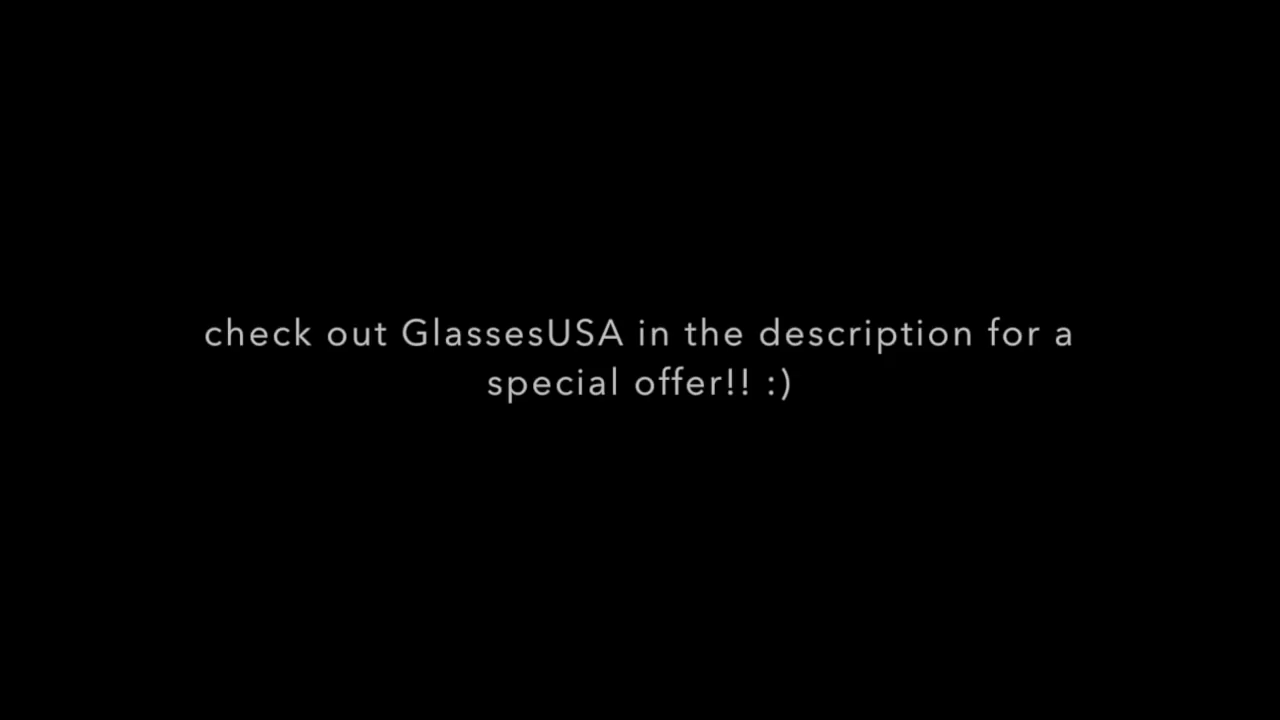 check out GlassesUSA in the description for a
special offer!! :)